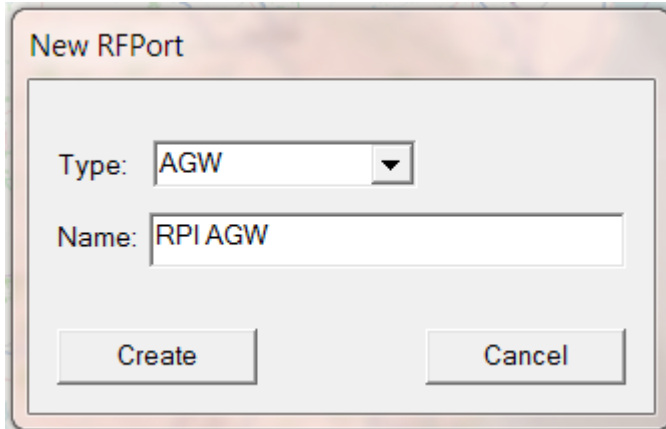 New RFPort
Type: AGW
Name: RPI AGW
Create Cancel